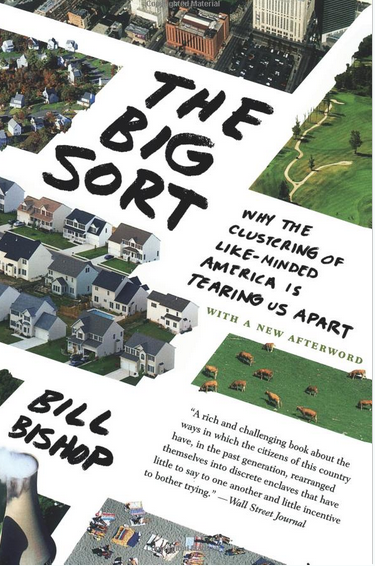 Copyrighted Material
THE
BIG
SORT
WHY THE
CLUSTERING OF
LIKE-MINDED
AMERICA IS
TEARING US APART
WITH A NEW AFTERWORD
BILL
BISHOP
“A rich and challenging book about the
ways in which the citizens of this country
have, in the past generation, rearranged
themselves into discrete enclaves that have
little to say to one another and little incentive
to bother trying.” —Wall Street Journal
Copyrighted Material